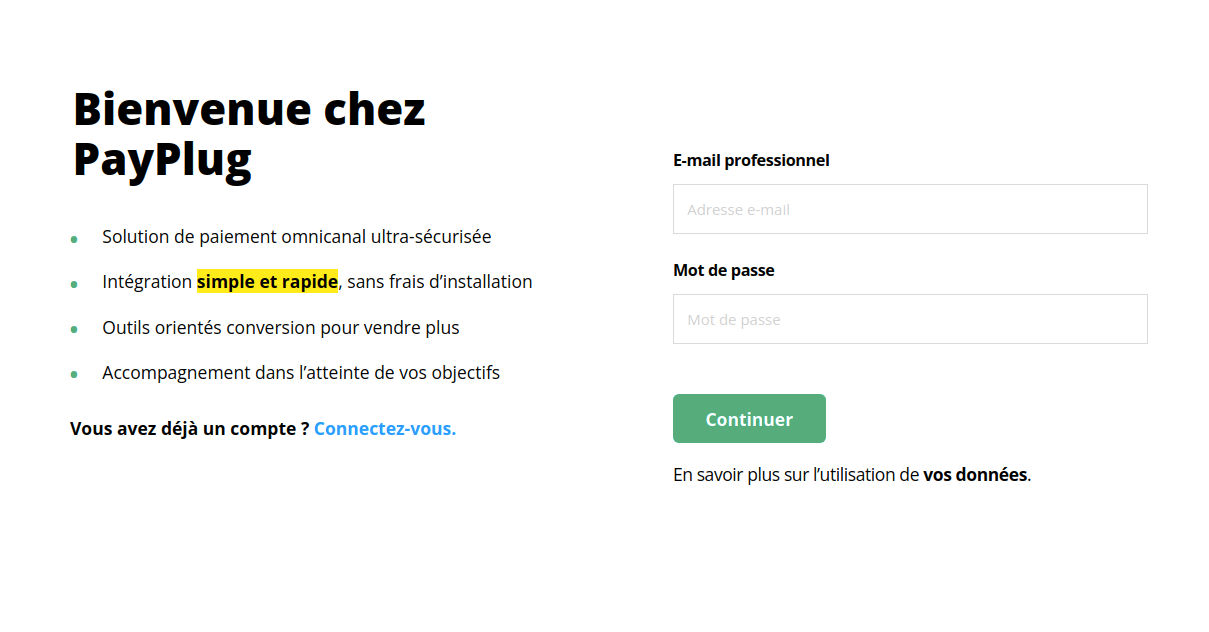 Bienvenue chez
PayPlug
Solution de paiement omnicanal ultra-sécurisée
Intégration simple et rapide, sans frais d’installation
Outils orientés conversion pour vendre plus
Accompagnement dans l’atteinte de vos objectifs
Vous avez déjà un compte ? Connectez-vous.
E-mail professionnel
Adresse e-mail
Mot de passe
Mot de passe
Continuer
En savoir plus sur l’utilisation de vos données.